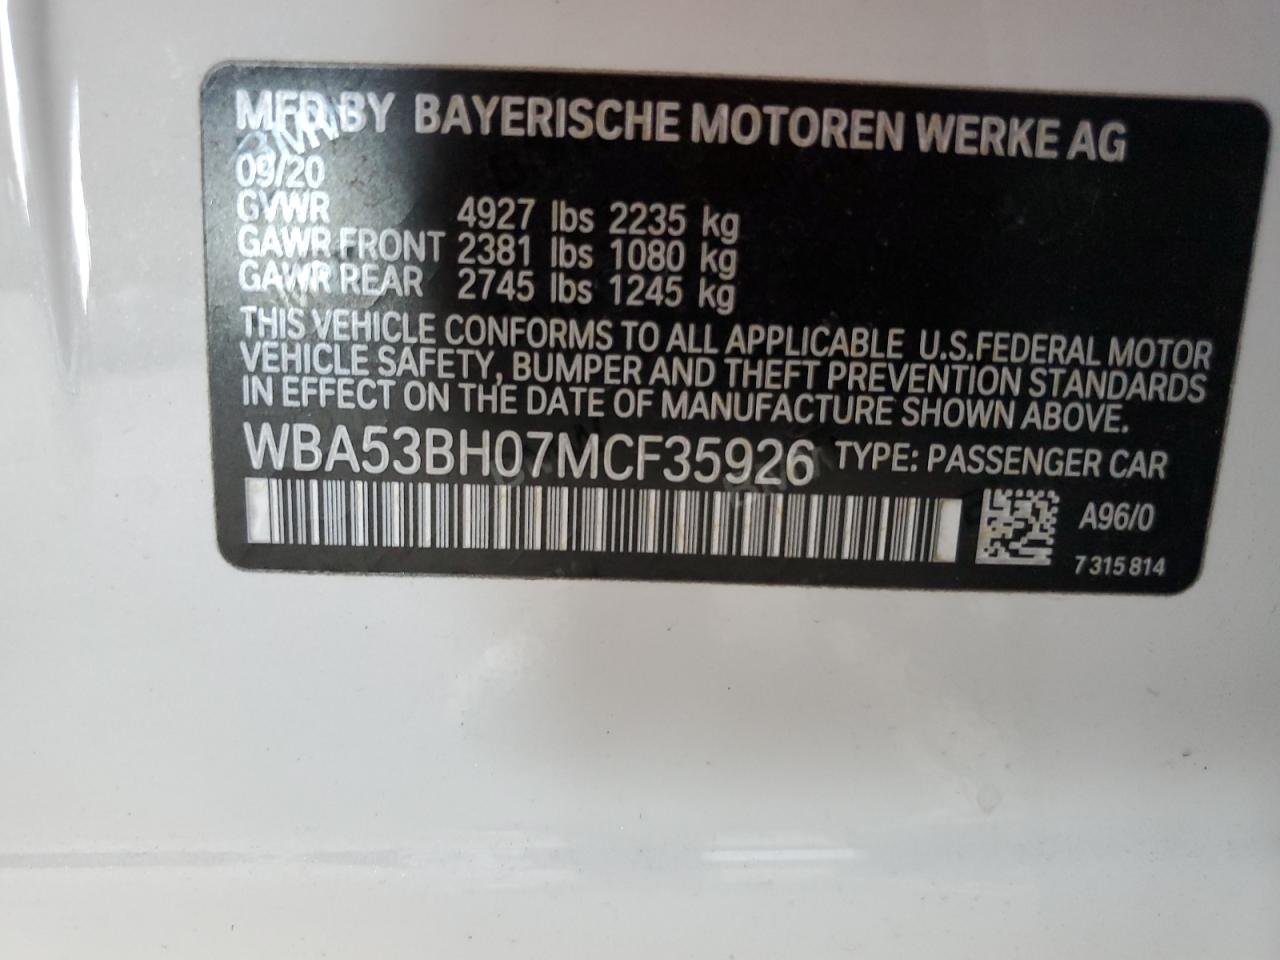 MFD BY BAYERISCHE MOTOREN WERKE AG
09/20
GVWR 4927 lbs 2235 kg
GAWR FRONT 2381 lbs 1080 kg
GAWR REAR 2745 lbs 1245 kg
THIS VEHICLE CONFORMS TO ALL APPLICABLE U.S.FEDERAL MOTOR
VEHICLE SAFETY, BUMPER AND THEFT PREVENTION STANDARDS
IN EFFECT ON THE DATE OF MANUFACTURE SHOWN ABOVE.
WBA53BH07MCF35926 TYPE: PASSENGER CAR
A96/0
7 315 814